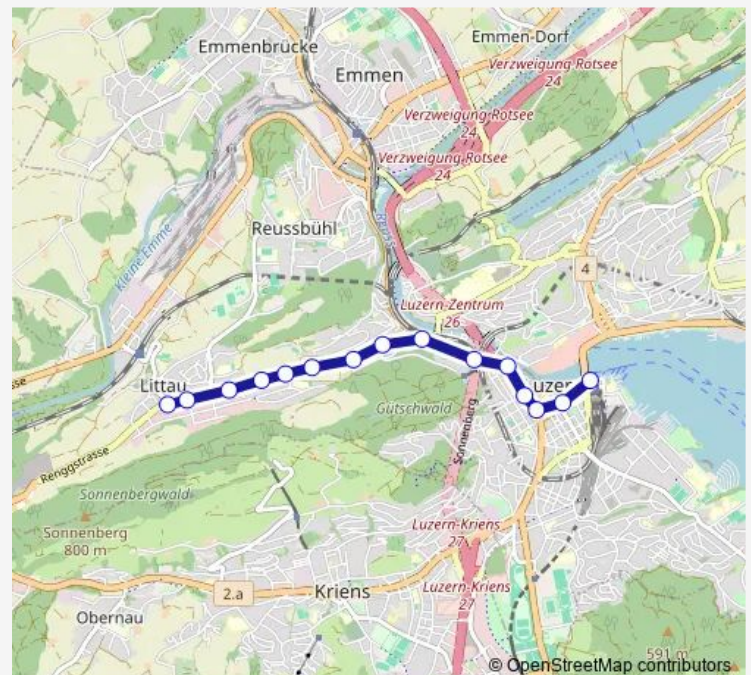 Emmenbrücke
Emmen-Dorf
Verzweigung Rotsee
24
Emmen
Verzweigung Rotsee
24
Verzweigung Rotsee
24
Reuss
Reussbühl
Kleine Emme
4
Luzern-Zentrum
26
Littau
uzer
Gütschwald
Sonnenberg
Renggstrasse
Sonnenbergwald
Sonnenberg
800 m
Luzern-Kriens
27
2.a
Kriens
Luzern-Kriens
27
Obernau
591 m
© OpenStreetMap contributors